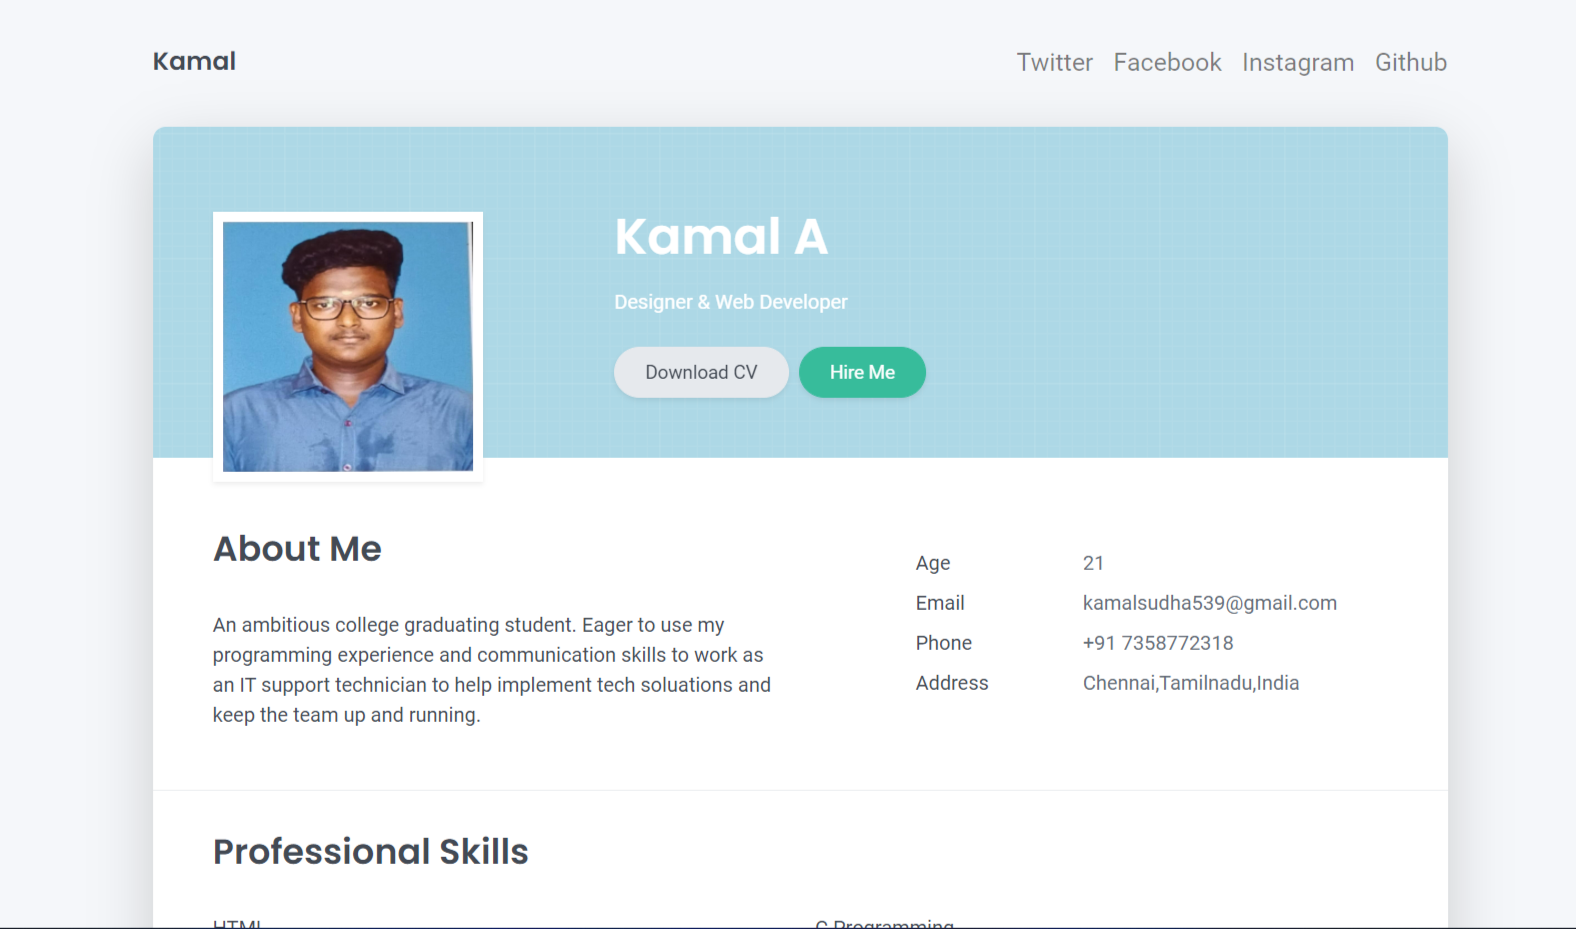 Kamal
Twitter Facebook Instagram Github
Kamal A
Designer & Web Developer
Download CV
Hire Me
About Me
An ambitious college graduating student. Eager to use my
programming experience and communication skills to work as
an IT support technician to help implement tech soluations and
keep the team up and running.
Age 21
Email kamalsudha539@gmail.com
Phone +91 7358772318
Address Chennai,Tamilnadu,India
Professional Skills
HTML
C Programming